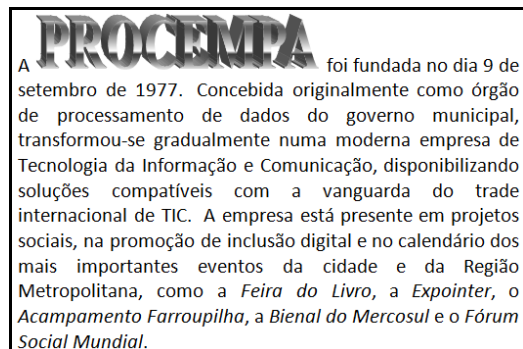 A PROCEMPA foi fundada no dia 9 de
setembro de 1977. Concebida originalmente como órgão
de processamento de dados do governo municipal,
transformou-se gradualmente numa moderna empresa de
Tecnologia da Informação e Comunicação, disponibilizando
soluções compatíveis com a vanguarda do trade
internacional de TIC. A empresa está presente em projetos
sociais, na promoção de inclusão digital e no calendário dos
mais importantes eventos da cidade e da Região
Metropolitana, como a Feira do Livro, a Expointer, o
Acampamento Farroupilha, a Bienal do Mercosul e o Fórum
Social Mundial.